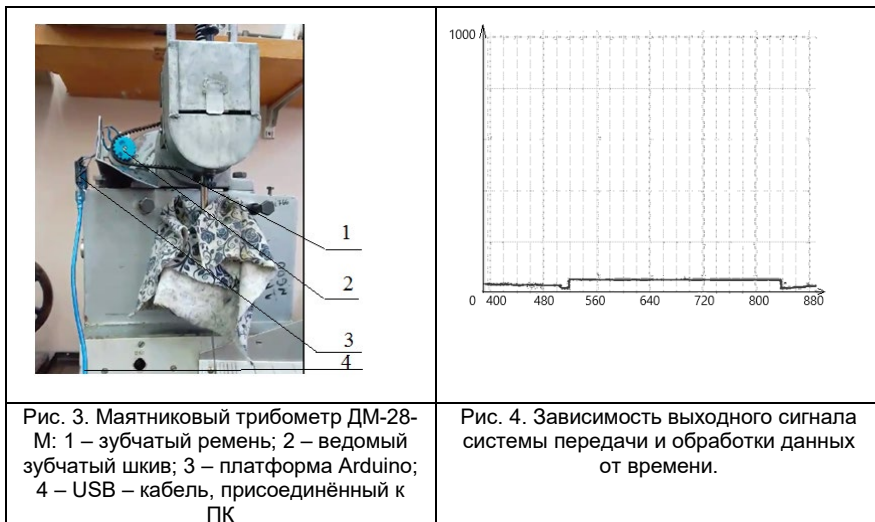 1
2
3
4
1000
0 400 480 560 640 720 800 880
Рис. 3. Маятниковый трибометр ДМ-28-
М: 1 – зубчатый ремень; 2 – ведомый
зубчатый шкив; 3 – платформа Arduino;
4 – USB – кабель, присоединённый к
ПК
Рис. 4. Зависимость выходного сигнала
системы передачи и обработки данных
от времени.